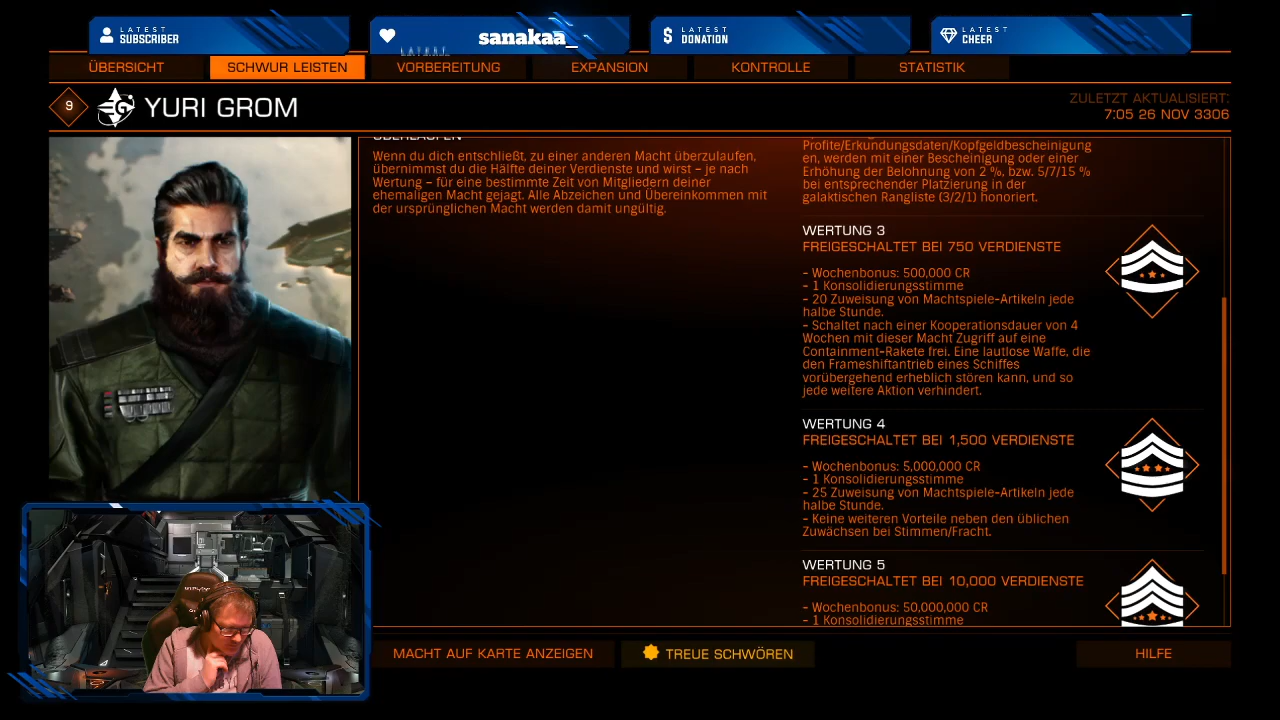 LATEST
SUBSCRIBER
sanakaa_
LATEST
DONATION
LATEST
CHEER
ÜBERSICHT
SCHWUR LEISTEN
VORBEREITUNG
EXPANSION
KONTROLLE
STATISTIK
9
YURI GROM
ZULETZT AKTUALISIERT:
7:05 26 NOV 3306
Wenn du dich entschließt, zu einer anderen Macht überzulaufen,
übernimmst du die Hälfte deiner Verdienste und wirst – je nach
Wertung – für eine bestimmte Zeit von Mitgliedern deiner
ehemaligen Macht gejagt. Alle Abzeichen und Übereinkommen mit
der ursprünglichen Macht werden damit ungültig.
Profite/Erkundungsdaten/Kopfgeldbescheinigung
en, werden mit einer Bescheinigung oder einer
Erhöhung der Belohnung von 2 %, bzw. 5/7/15 %
bei entsprechender Platzierung in der
galaktischen Rangliste (3/2/1) honoriert.
WERTUNG 3
FREIGESCHALTET BEI 750 VERDIENSTE
– Wochenbonus: 500,000 CR
– 1 Konsolidierungsstimme
– 20 Zuweisung von Machtspiele-Artikeln jede
halbe Stunde.
– Schaltet nach einer Kooperationsdauer von 4
Wochen mit dieser Macht Zugriff auf eine
Containment-Rakete frei. Eine lautlose Waffe, die
den Frameshiftantrieb eines Schiffes
vorübergehend erheblich stören kann, und so
jede weitere Aktion verhindert.
WERTUNG 4
FREIGESCHALTET BEI 1,500 VERDIENSTE
– Wochenbonus: 5,000,000 CR
– 1 Konsolidierungsstimme
– 25 Zuweisung von Machtspiele-Artikeln jede
halbe Stunde.
– Keine weiteren Vorteile neben den üblichen
Zuwächsen bei Stimmen/Fracht.
WERTUNG 5
FREIGESCHALTET BEI 10,000 VERDIENSTE
– Wochenbonus: 50,000,000 CR
– 1 Konsolidierungsstimme
MACHT AUF KARTE ANZEIGEN
TREUE SCHWÖREN
HILFE